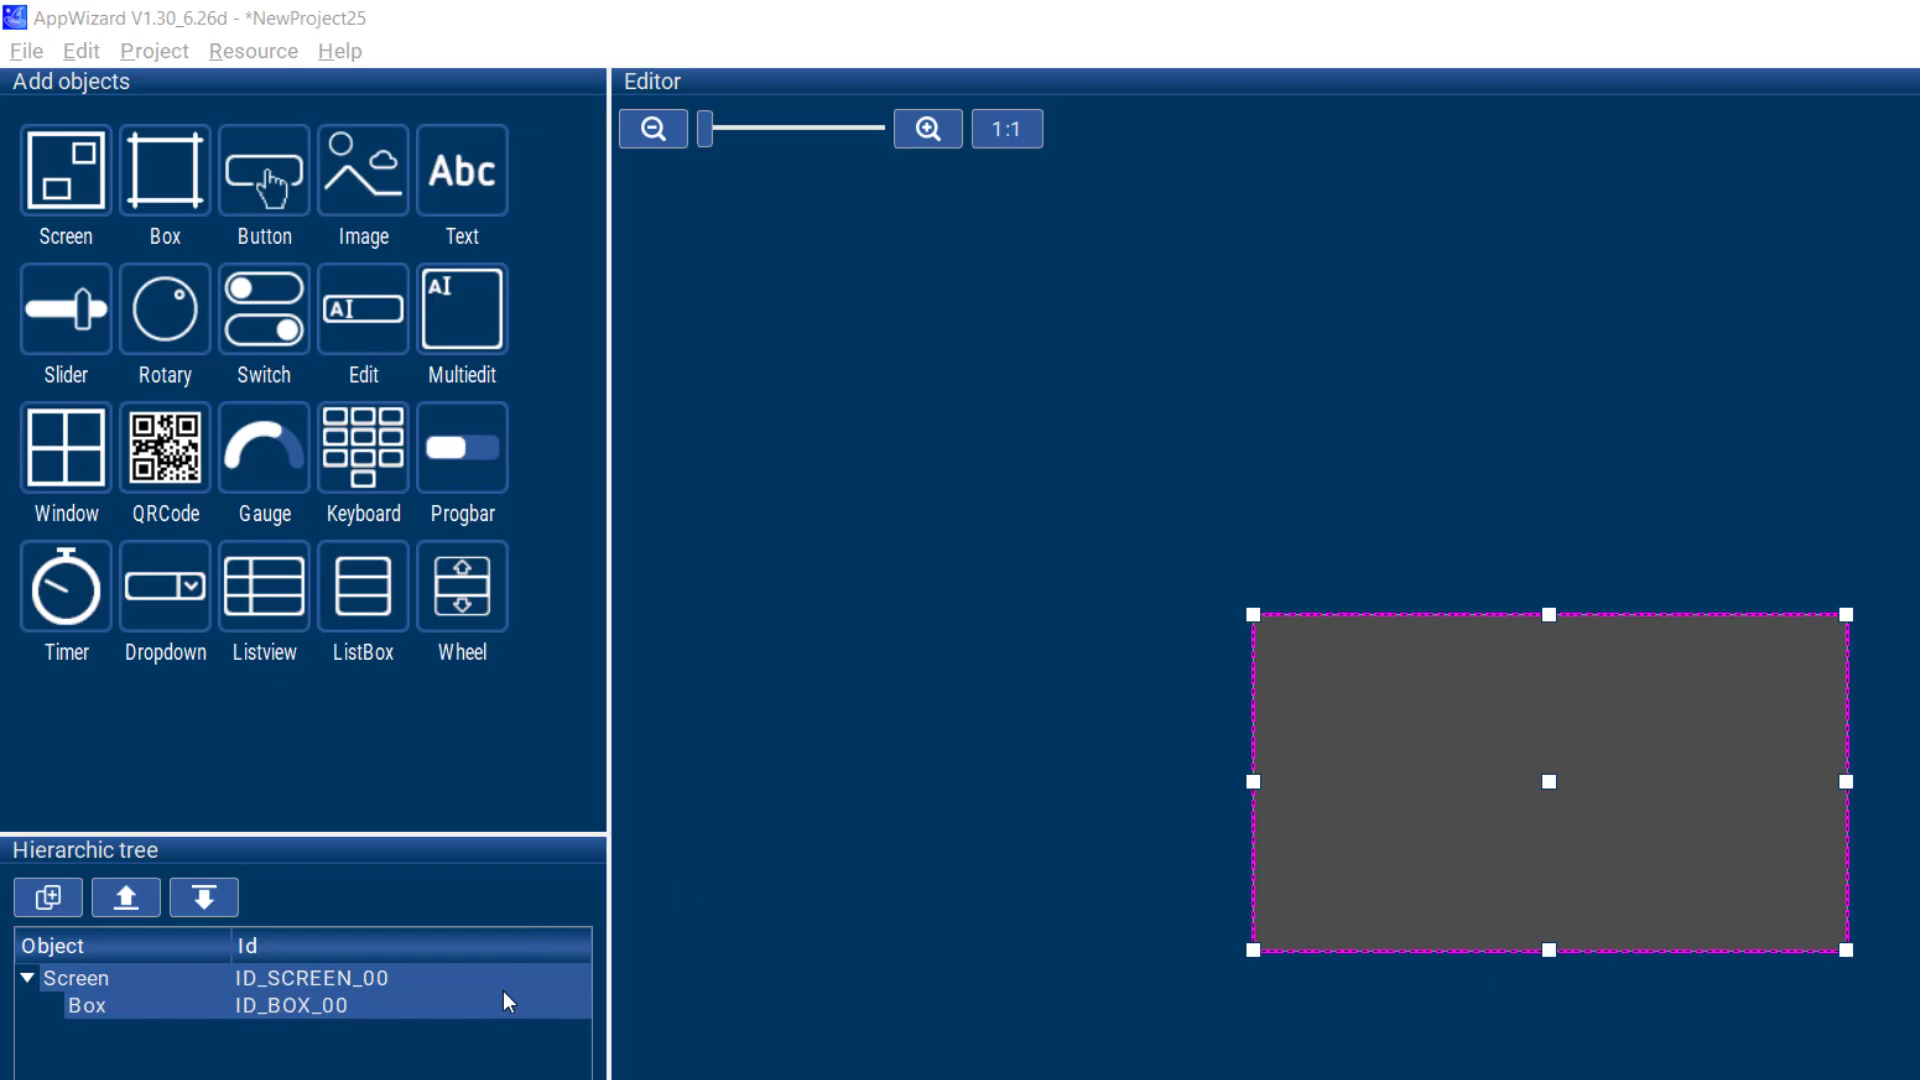 AppWizard V1.30_6.26d - *NewProject25
File Edit Project Resource Help
Add objects
Editor
1:1
Abc
Screen Box Button Image Text
AI
AI
Slider Rotary Switch Edit Multiedit
Window QRCode Gauge Keyboard Progbar
Timer Dropdown Listview ListBox Wheel
Hierarchic tree
Object Id
Screen ID_SCREEN_00
Box ID_BOX_00